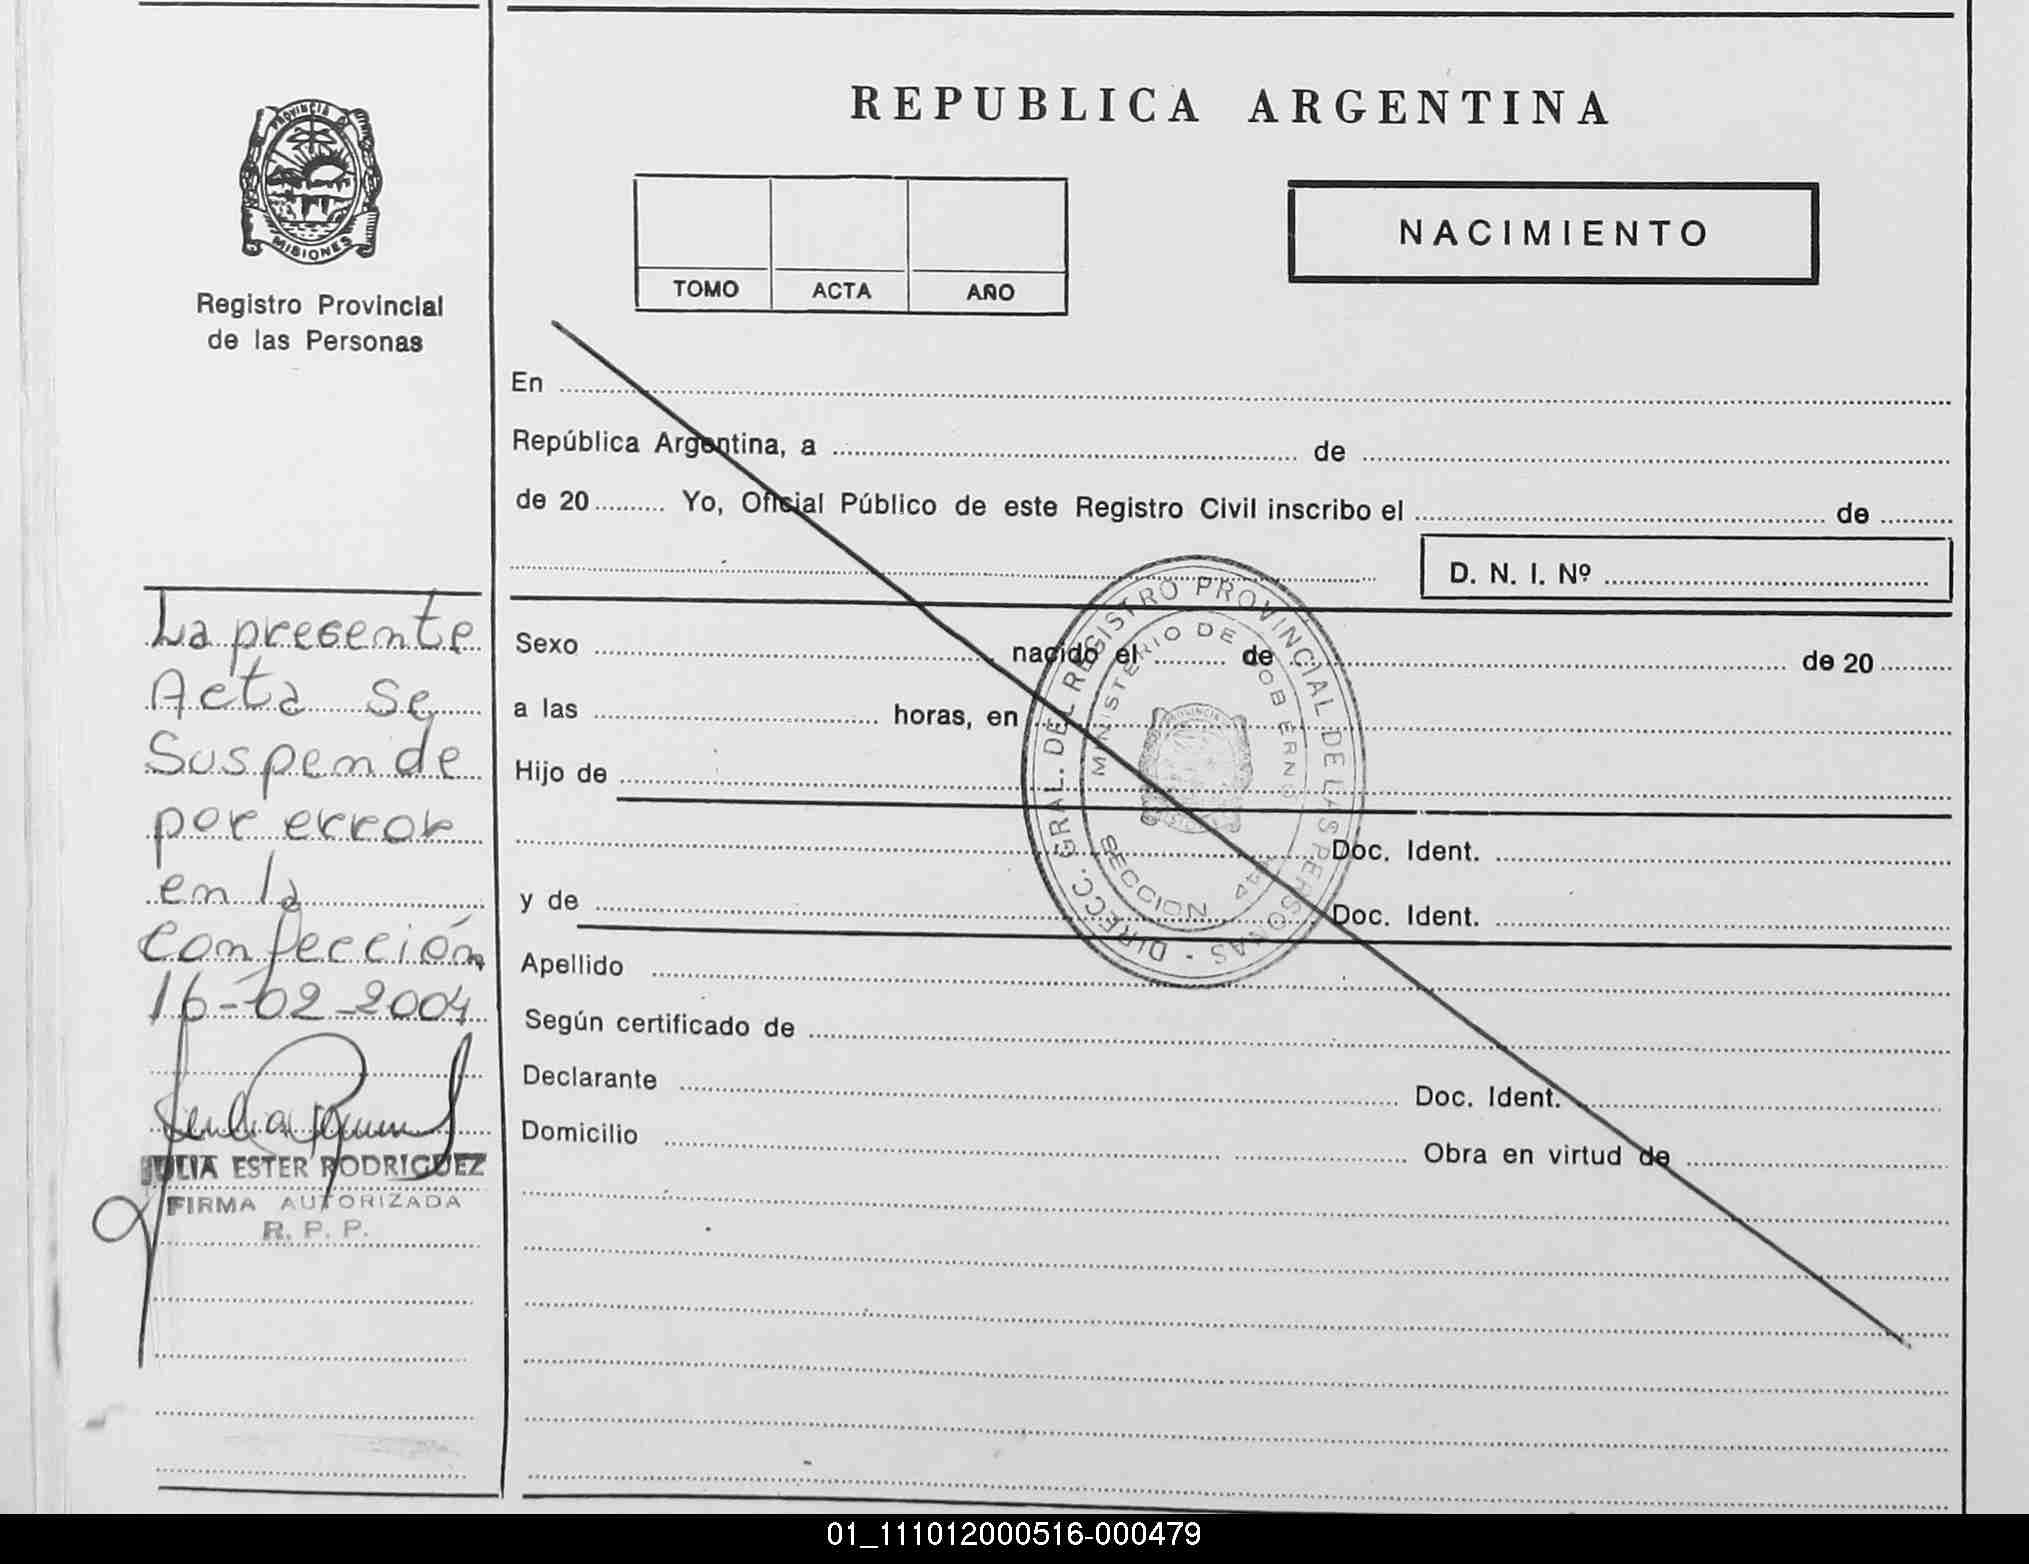 PROVINCIA D
MISIONES
Registro Provincial
de las Personas
La presente
Acta se
Suspende
por error
en la
confección
16-02-2004
JULIA ESTER RODRIGUEZ
FIRMA AUTORIZADA
R. P. P.
REPUBLICA ARGENTINA
TOMO ACTA AÑO
NACIMIENTO
En
República Argentina, a de
de 20 Yo, Oficial Público de este Registro Civil inscribo el de
D. N. I. Nº
Sexo nacido el de de 20
a las horas, en
Hijo de
Doc. Ident.
y de Doc. Ident.
Apellido
Según certificado de
Declarante Doc. Ident.
Domicilio Obra en virtud de
DIRECC. GRAL. DEL REGISTRO PROVINCIAL DE LAS PERSONAS -
MINISTERIO DE GOBIERNO
SECCION
PROVINCIA
01_111012000516-000479